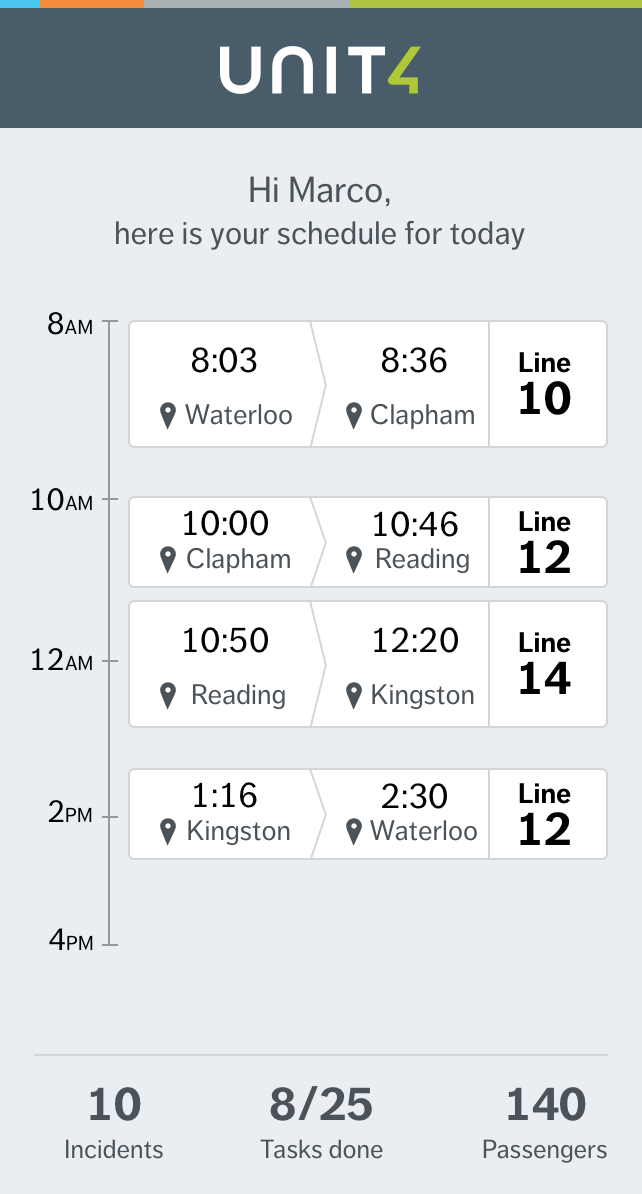 UNIT4
Hi Marco,
here is your schedule for today
8AM
8:03
8:36
Line
10
Waterloo
Clapham
10AM
10:00
10:46
Line
12
Clapham
Reading
10:50
12:20
Line
14
12AM
Reading
Kingston
1:16
2:30
Line
12
2PM
Kingston
Waterloo
4PM
10
8/25
140
Incidents
Tasks done
Passengers